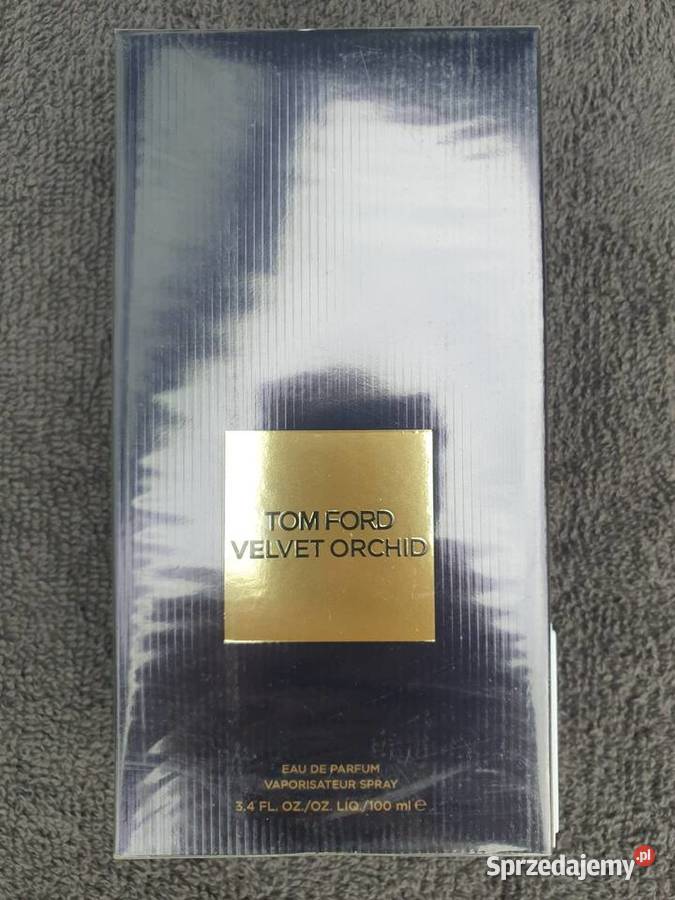 TOM FORD
VELVET ORCHID
EAU DE PARFUM
VAPORISATEUR SPRAY
3.4 FL. OZ./OZ. LIQ./100 ml ℮
Sprzedajemy.pl